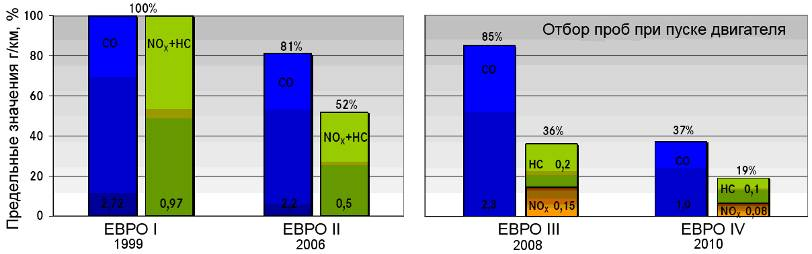 Предельные значения г/км, %
100
80
60
40
20
0
100%
CO
NOX+HC
2,72
0,97
81%
CO
52%
NOX+HC
2,2
0,5
ЕВРО I
1999
ЕВРО II
2006
Отбор проб при пуске двигателя
85%
CO
36%
HC 0,2
2,3
NOX 0,15
37%
CO
19%
HC 0,1
1,0
NOX 0,08
ЕВРО III
2008
ЕВРО IV
2010